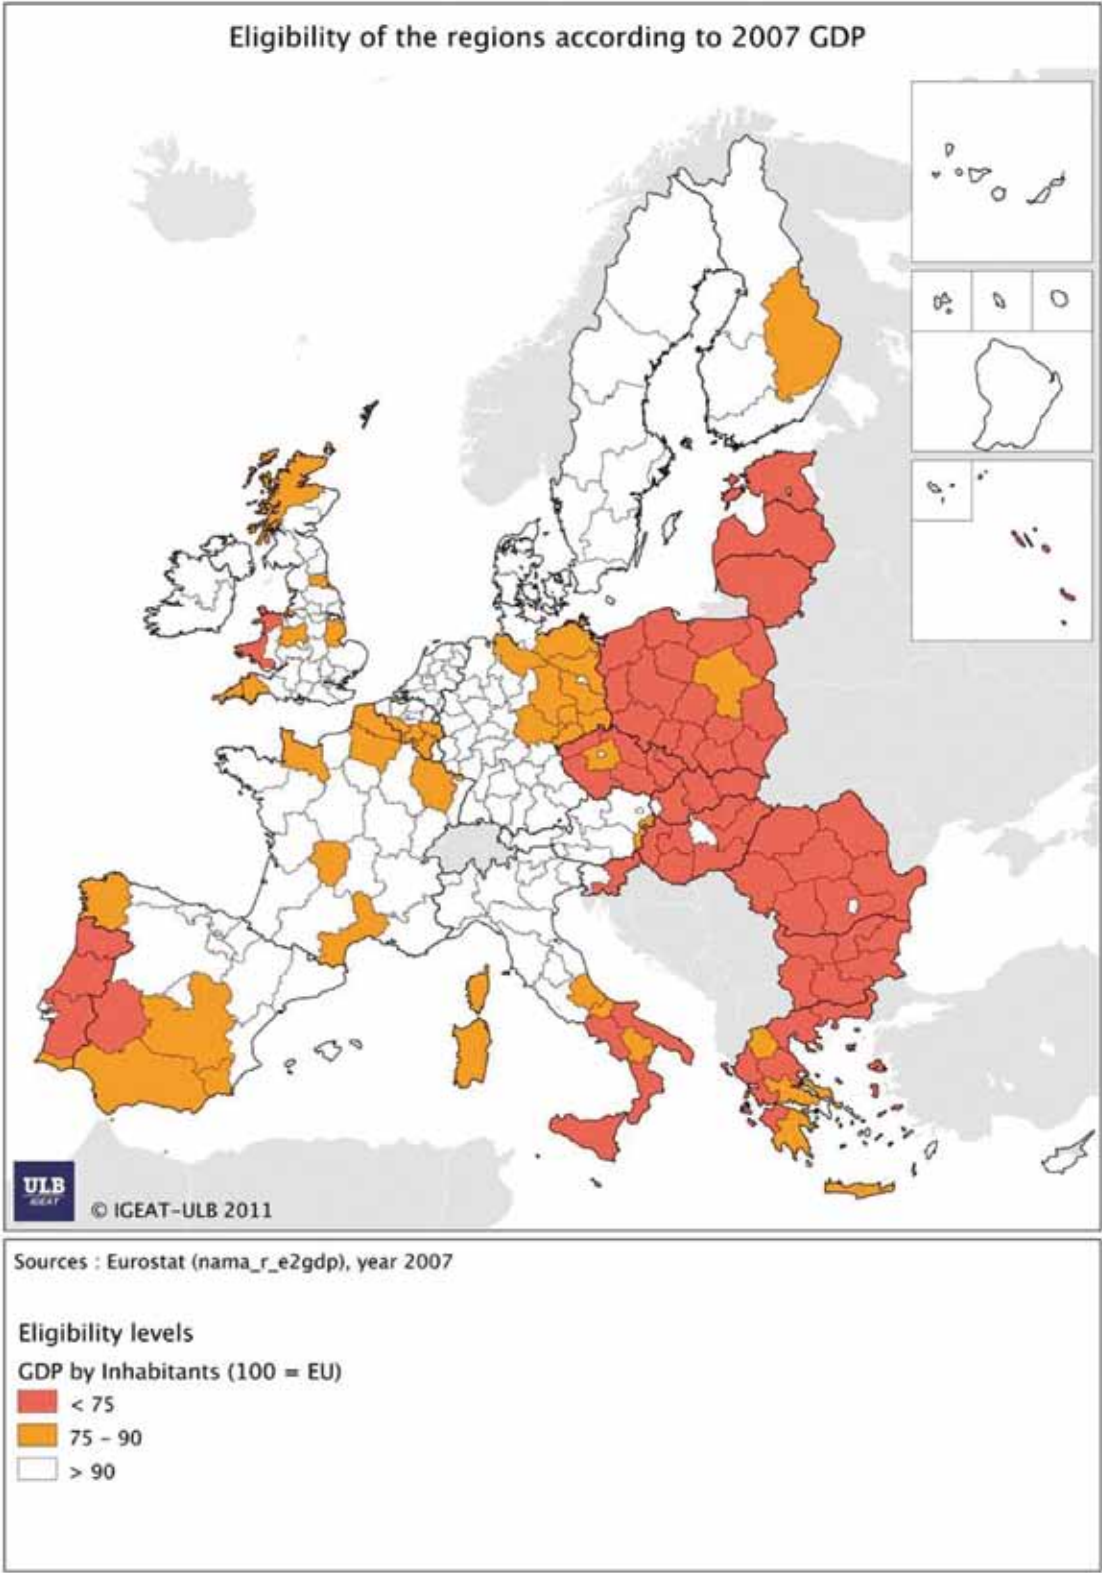 Eligibility of the regions according to 2007 GDP
ULB
IGEAT
© IGEAT-ULB 2011
Sources : Eurostat (nama_r_e2gdp), year 2007
Eligibility levels
GDP by Inhabitants (100 = EU)
< 75
75 - 90
> 90